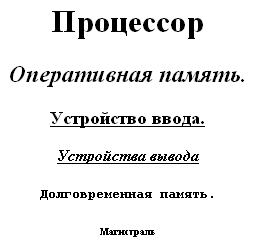 Процессор
Оперативная память.
Устройство ввода.
Устройства вывода
Долговременная память.
Магистраль